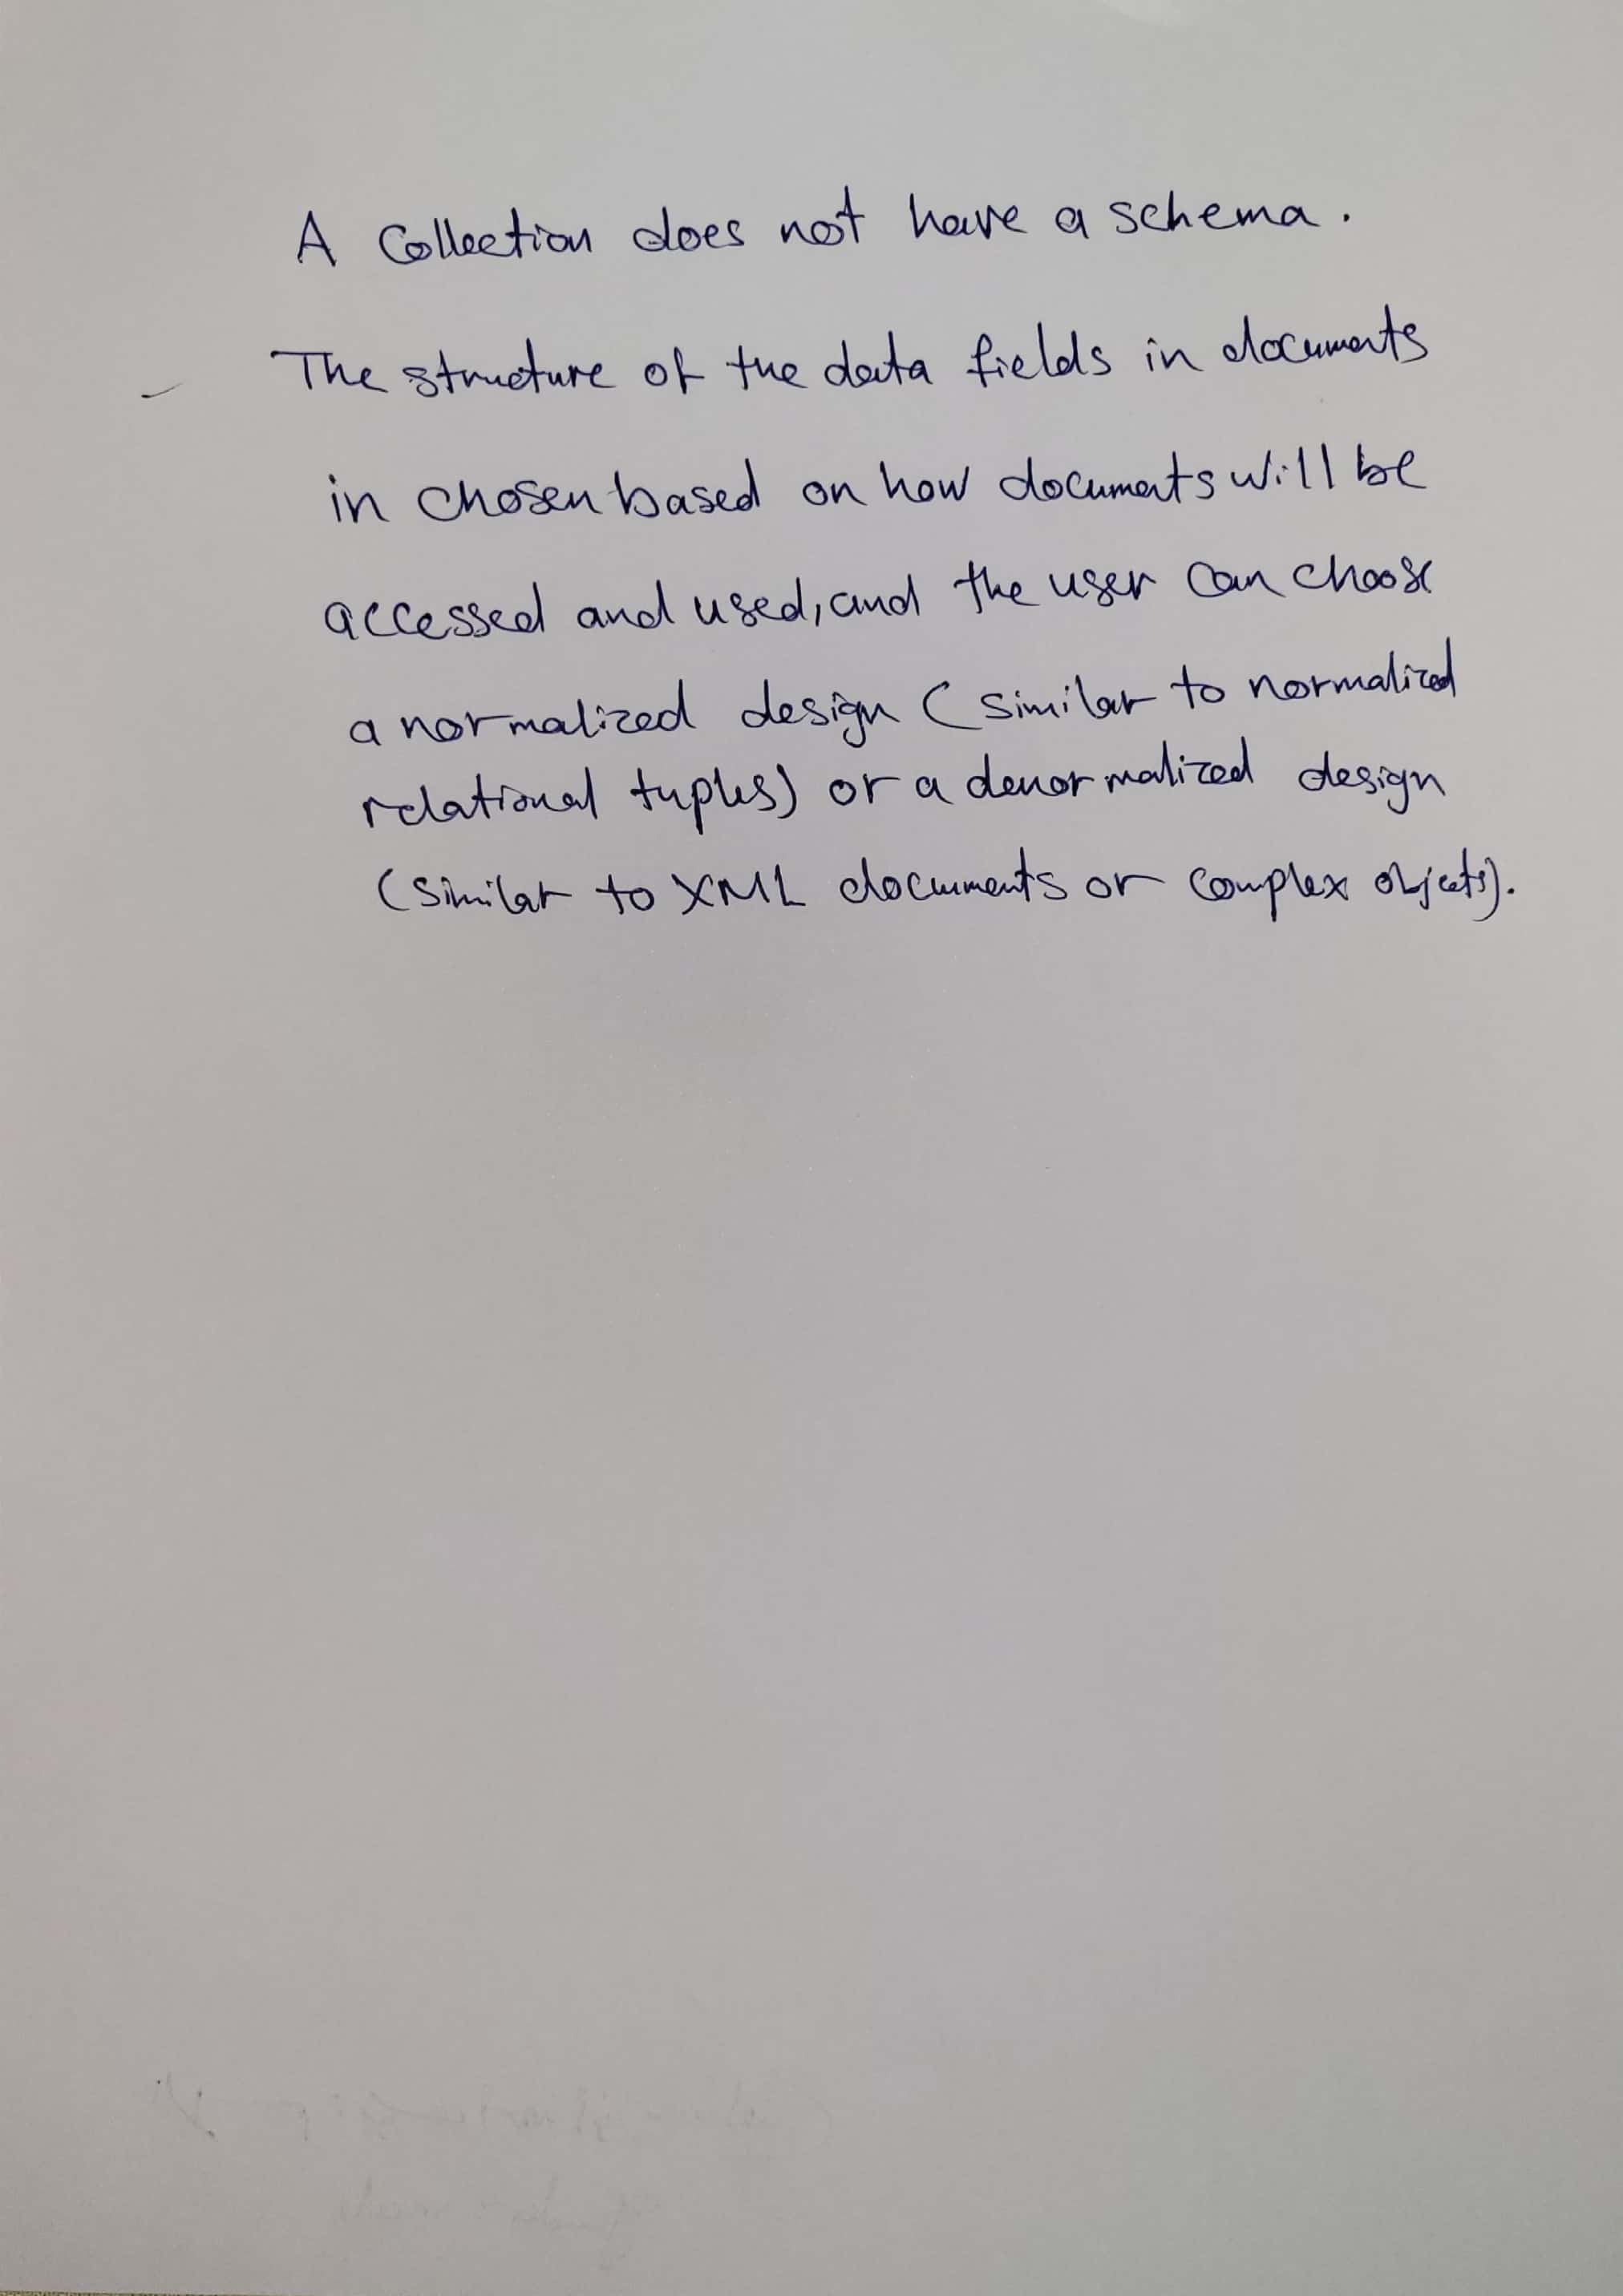 A Collection does not have a schema.
The structure of the data fields in documents
in chosen based on how documents will be
accessed and used, and the user can choose
a normalized design (similar to normalized
relational tuples) or a denormalized design
(similar to XML documents or complex objects).